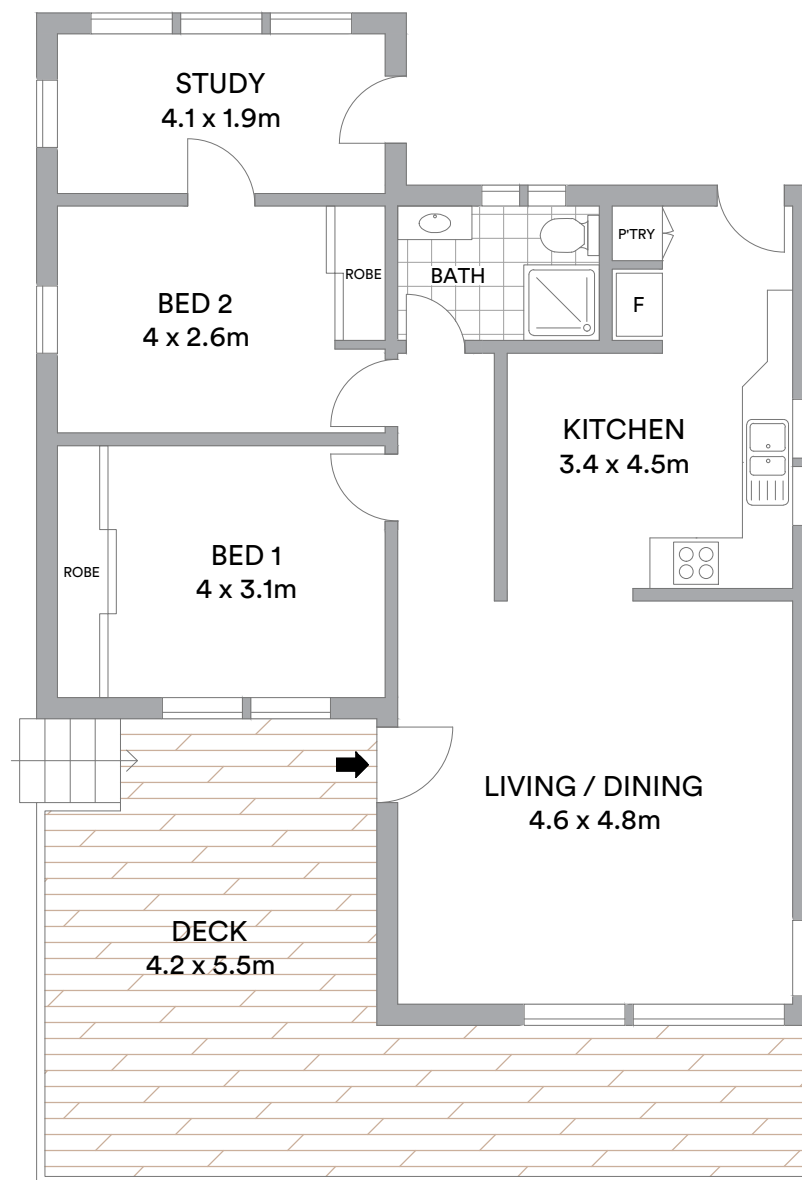 STUDY
4.1 x 1.9m
P'TRY
ROBE
BATH
BED 2
4 x 2.6m
F
KITCHEN
3.4 x 4.5m
BED 1
4 x 3.1m
ROBE
LIVING / DINING
4.6 x 4.8m
DECK
4.2 x 5.5m